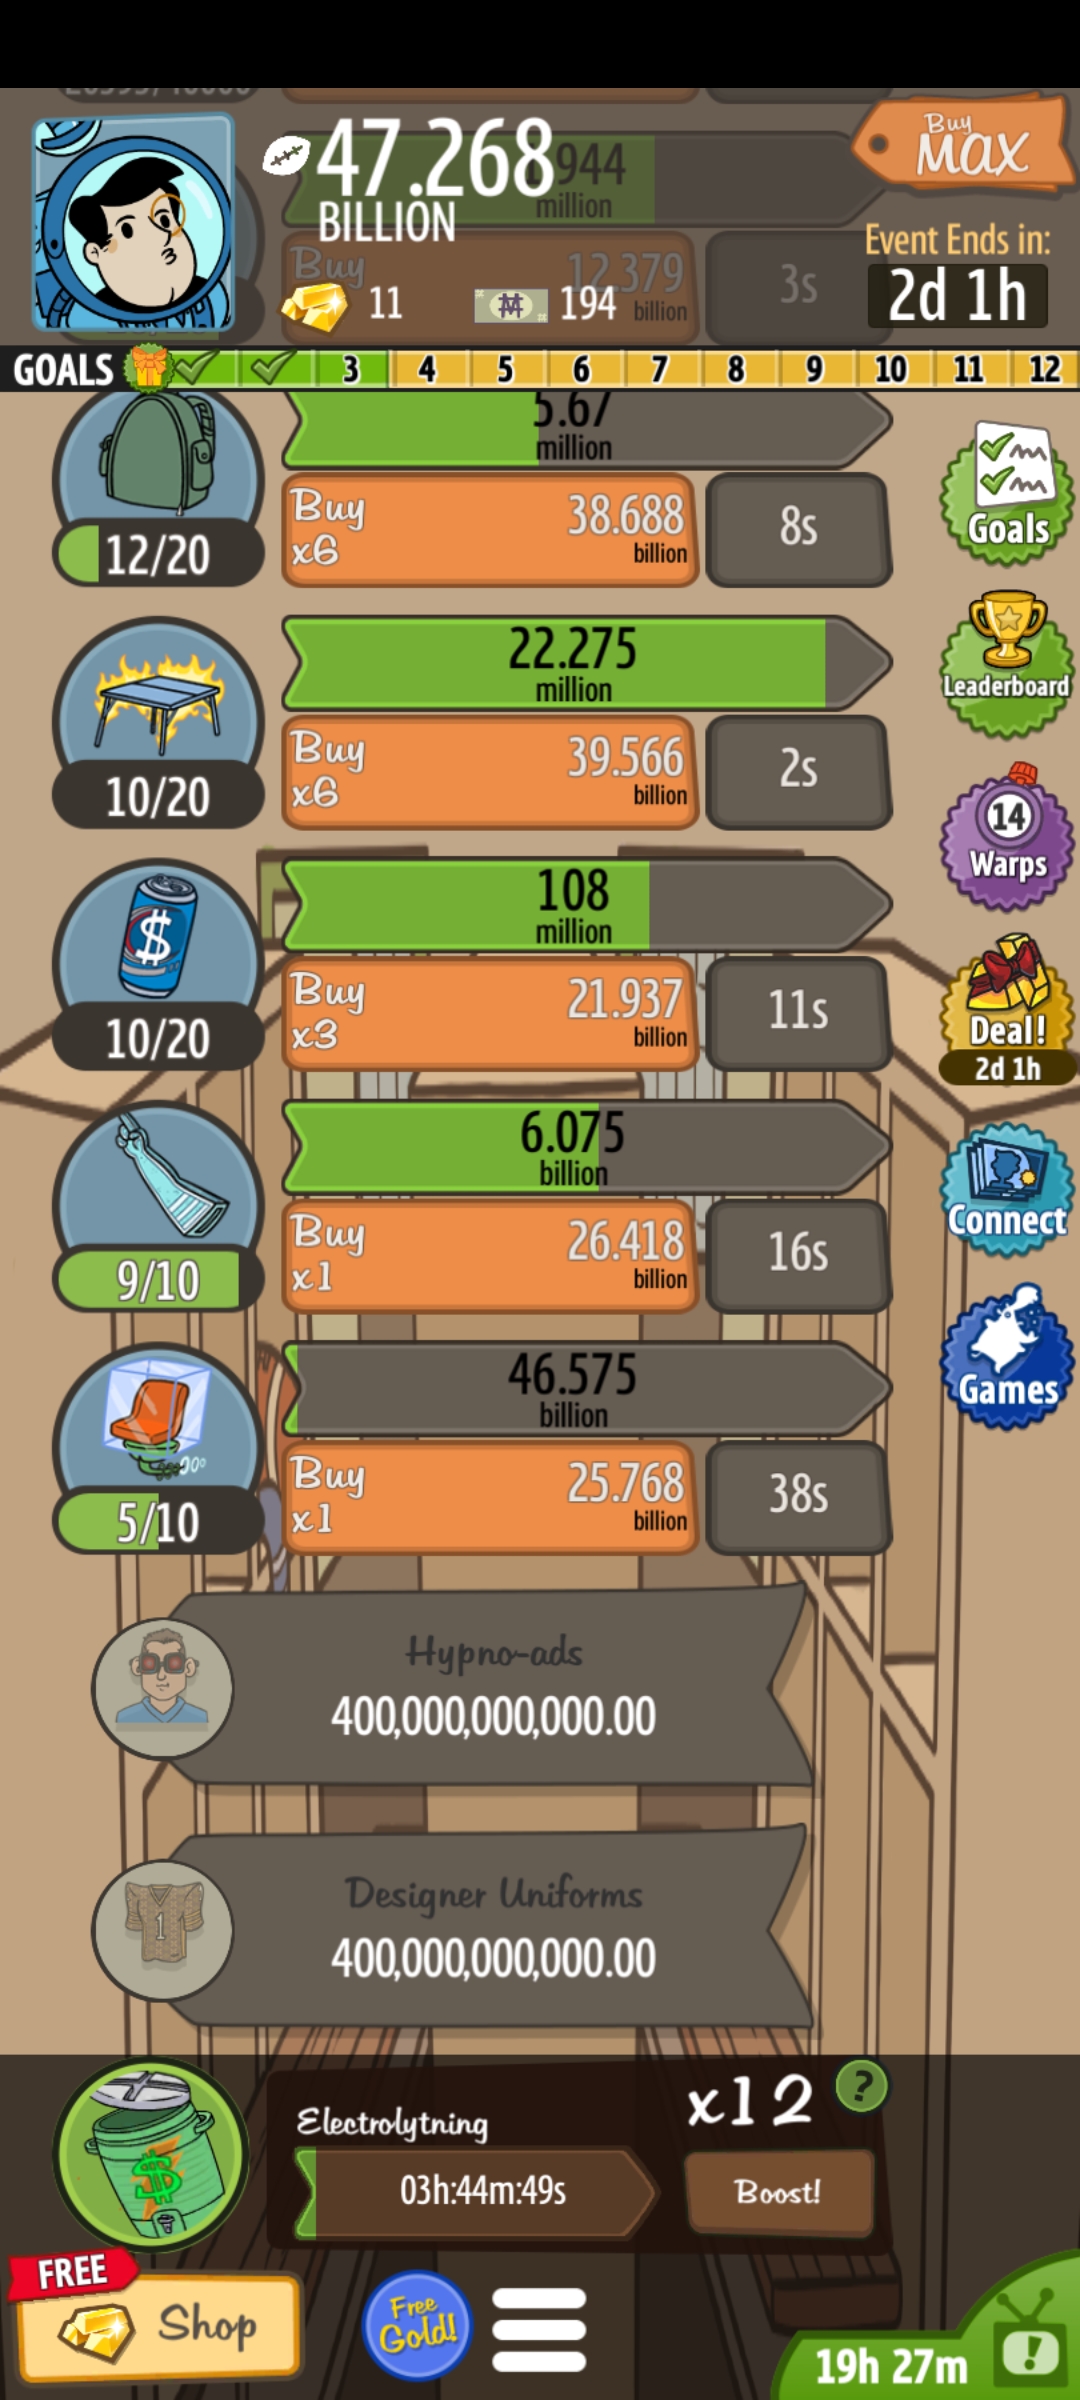 47.268
BILLION
944
million
Buy
MAX
Event Ends in:
2d 1h
Buy
12.379
billion
3s
11
194
GOALS 3 4 5 6 7 8 9 10 11 12
5.67
million
12/20
Buy
x6
38.688
billion
8s
Goals
22.275
million
10/20
Buy
x6
39.566
billion
2s
Leaderboard
14
Warps
108
million
10/20
Buy
x3
21.937
billion
11s
Deal!
2d 1h
6.075
billion
9/10
Buy
x1
26.418
billion
16s
Connect
46.575
billion
5/10
Buy
x1
25.768
billion
38s
Games
Hypno-ads
400,000,000,000.00
1
Designer Uniforms
400,000,000,000.00
Electrolytning
03h:44m:49s
x12
?
Boost!
FREE
Shop
Free
Gold!
19h 27m